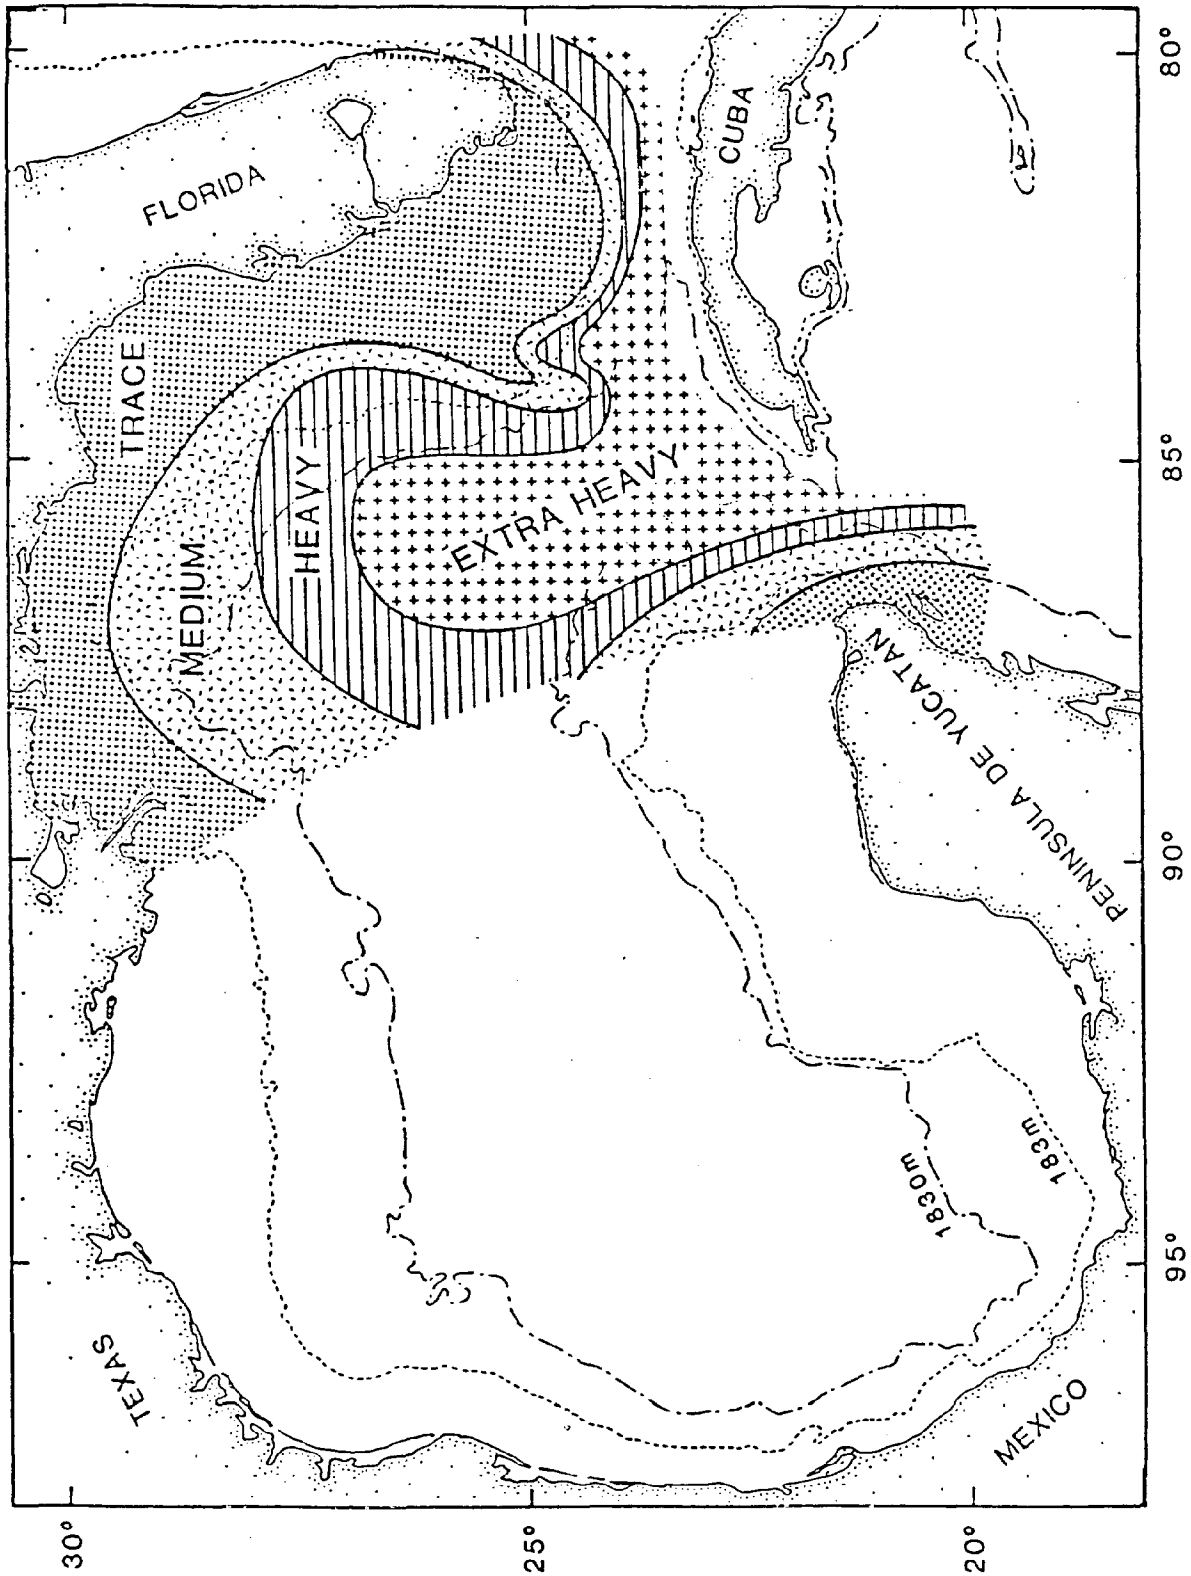 TEXAS
FLORIDA
TRACE
MEDIUM
HEAVY
EXTRA HEAVY
CUBA
PENINSULA DE YUCATAN
1830m
183m
MEXICO
30°
25°
20°
95°
90°
85°
80°